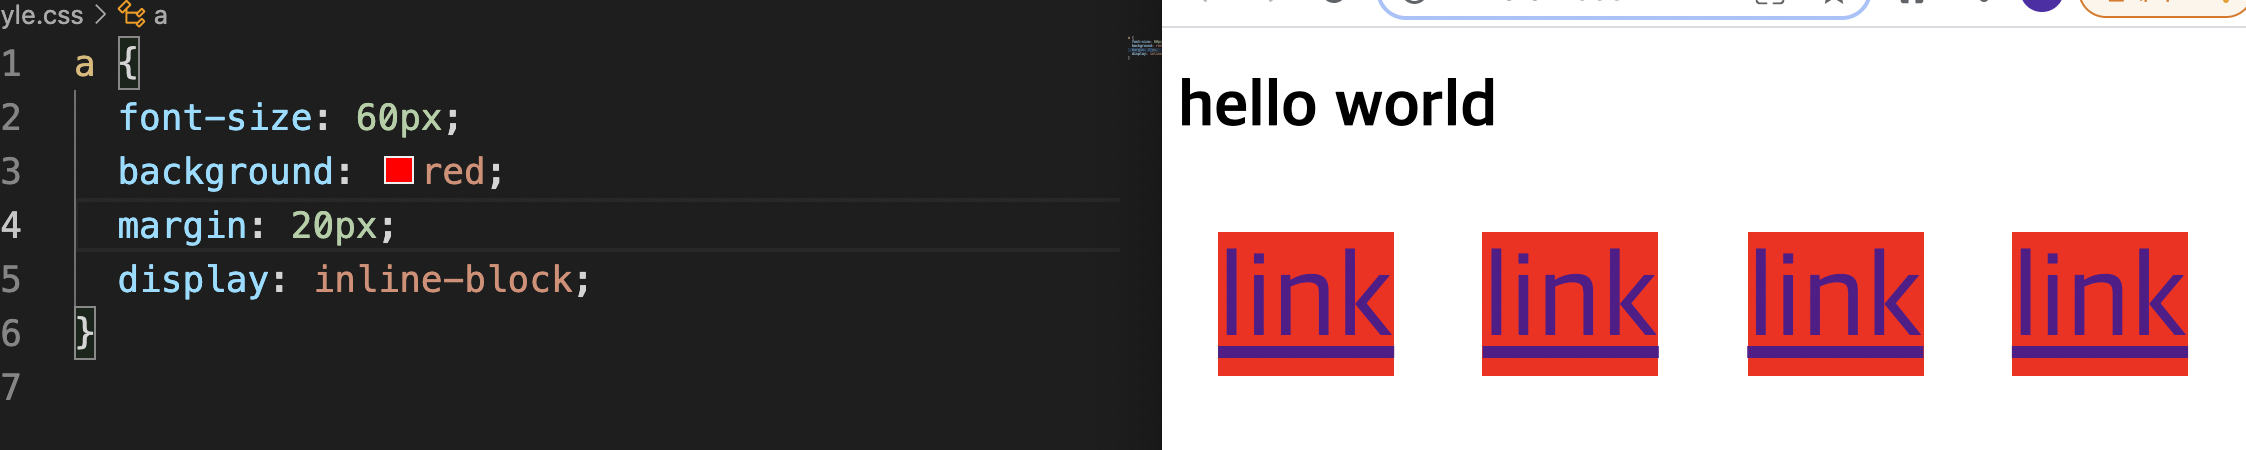 yle.css > a
1 a {
2 font-size: 60px;
3 background: red;
4 margin: 20px;
5 display: inline-block;
6 }
7
hello world
link link link link